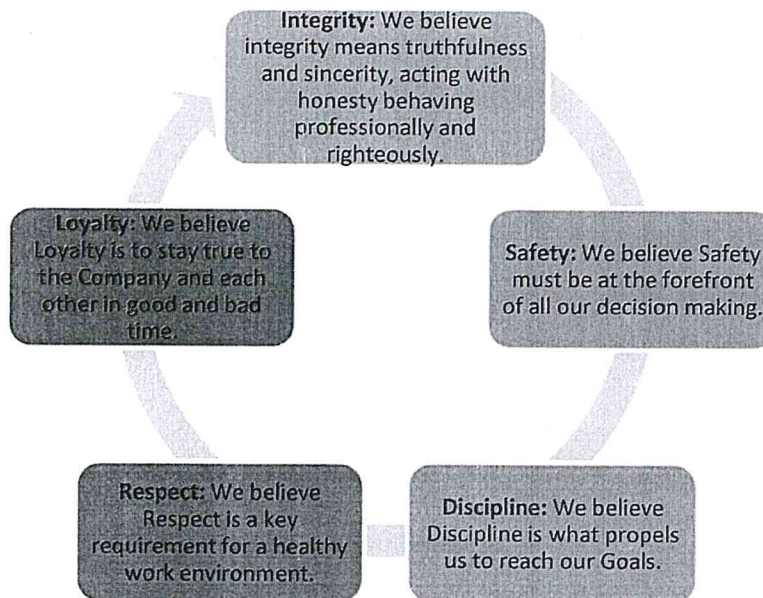 Integrity: We believe
integrity means truthfulness
and sincerity, acting with
honesty behaving
professionally and
righteously.
Safety: We believe Safety
must be at the forefront
of all our decision making.
Discipline: We believe
Discipline is what propels
us to reach our Goals.
Respect: We believe
Respect is a key
requirement for a healthy
work environment.
Loyalty: We believe
Loyalty is to stay true to
the Company and each
other in good and bad
time.